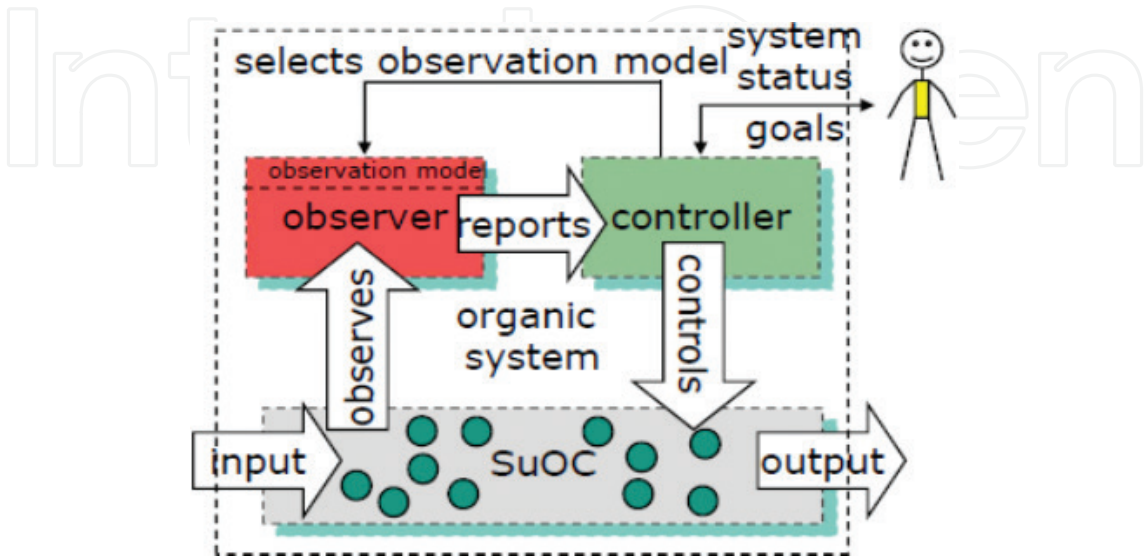 system
selects observation model
status
goals
observation model
observer
reports
controller
observes
controls
organic
system
input
SuOC
output